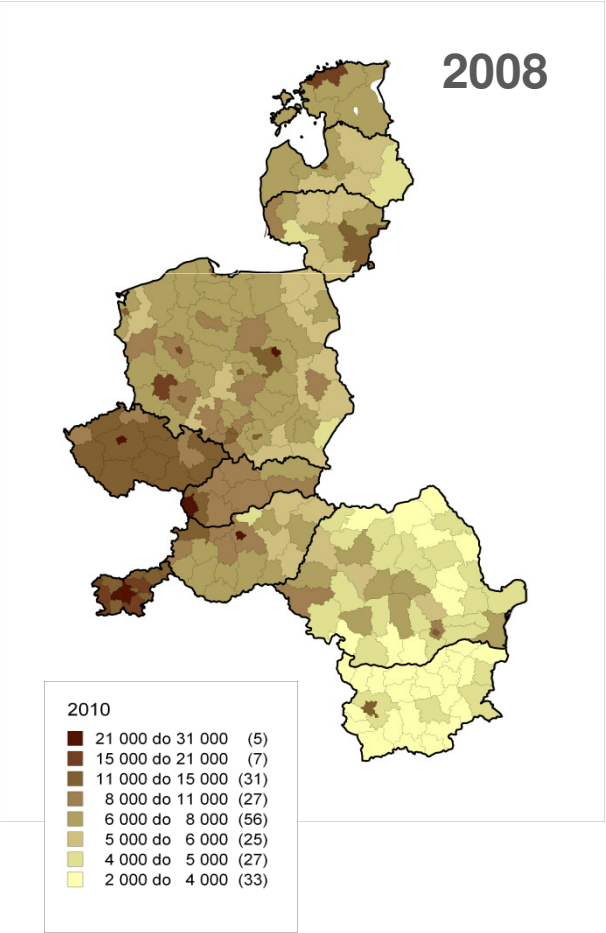 2008
2010
21 000 do 31 000 (5)
15 000 do 21 000 (7)
11 000 do 15 000 (31)
8 000 do 11 000 (27)
6 000 do 8 000 (56)
5 000 do 6 000 (25)
4 000 do 5 000 (27)
2 000 do 4 000 (33)